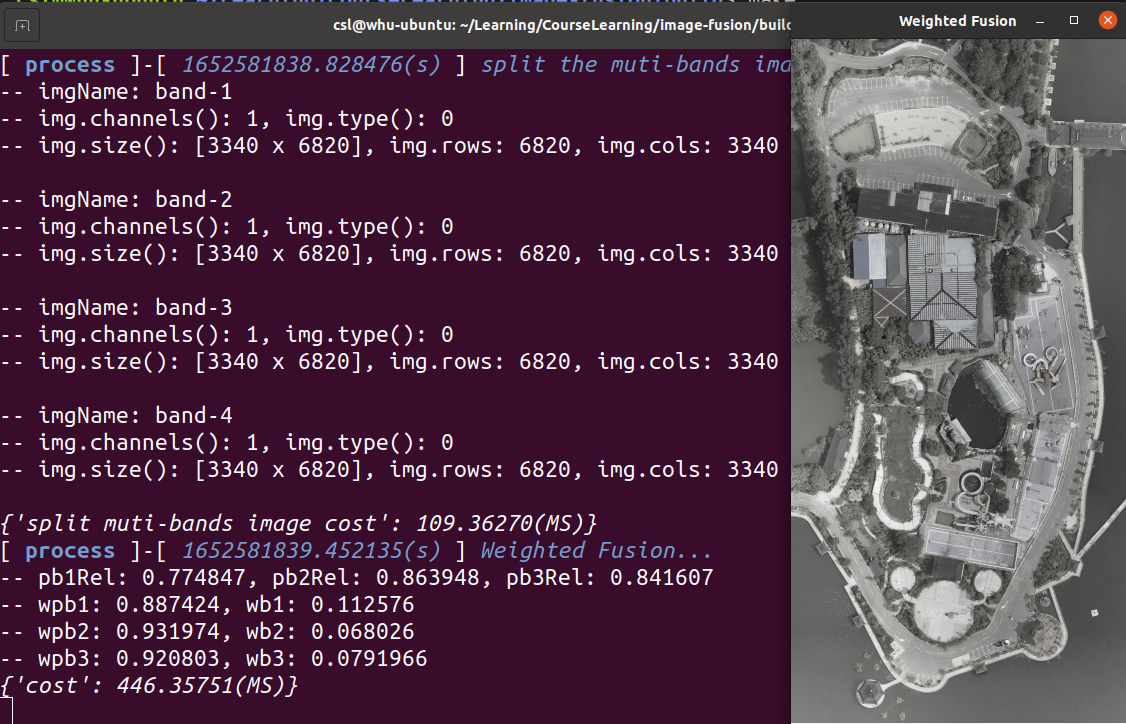 csl@whu-ubuntu: ~/Learning/CourseLearning/image-fusion/build
Weighted Fusion
[ process ]-[ 1652581838.828476(s) ] split the muti-bands ima
-- imgName: band-1
-- img.channels(): 1, img.type(): 0
-- img.size(): [3340 x 6820], img.rows: 6820, img.cols: 3340
-- imgName: band-2
-- img.channels(): 1, img.type(): 0
-- img.size(): [3340 x 6820], img.rows: 6820, img.cols: 3340
-- imgName: band-3
-- img.channels(): 1, img.type(): 0
-- img.size(): [3340 x 6820], img.rows: 6820, img.cols: 3340
-- imgName: band-4
-- img.channels(): 1, img.type(): 0
-- img.size(): [3340 x 6820], img.rows: 6820, img.cols: 3340
{'split muti-bands image cost': 109.36270(MS)}
[ process ]-[ 1652581839.452135(s) ] Weighted Fusion...
-- pb1Rel: 0.774847, pb2Rel: 0.863948, pb3Rel: 0.841607
-- wpb1: 0.887424, wb1: 0.112576
-- wpb2: 0.931974, wb2: 0.068026
-- wpb3: 0.920803, wb3: 0.0791966
{'cost': 446.35751(MS)}